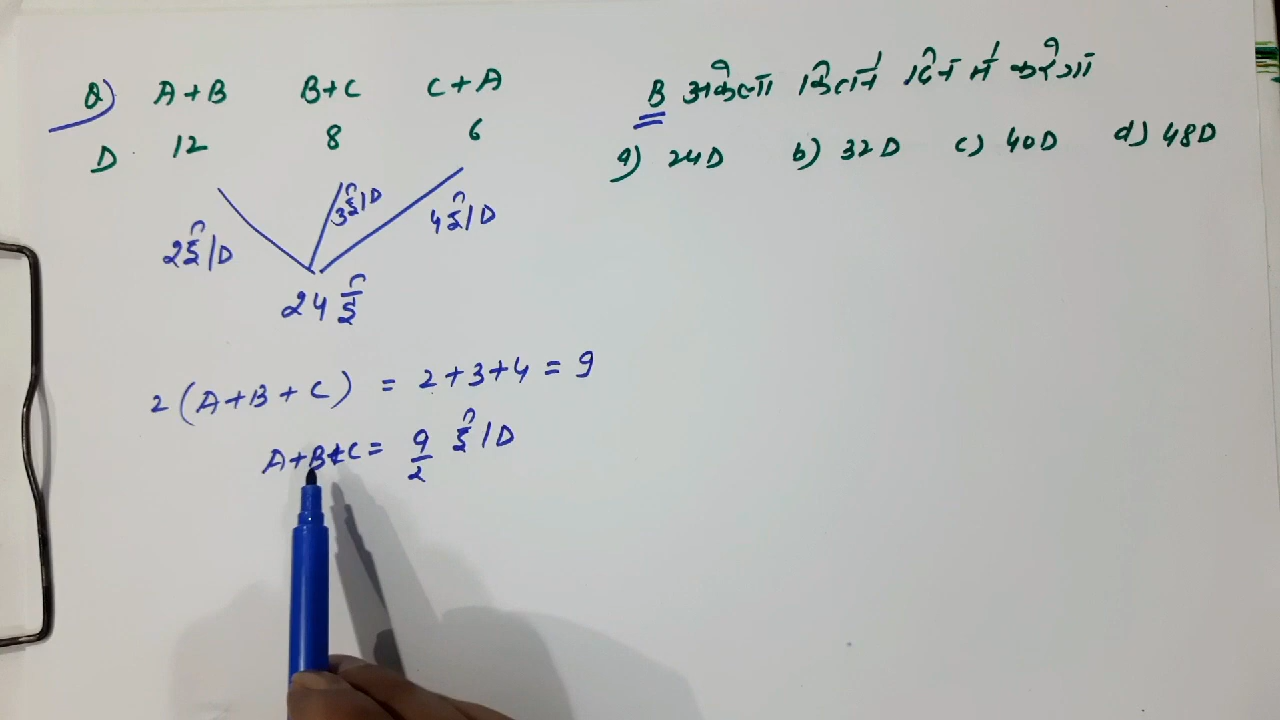 Q) A+B B+C C+A
D 12 8 6
2ई/D 3ई/D 4ई/D
24 ई
2(A+B+C) = 2+3+4 = 9
A+B+C = 9/2 ई/D
B अकेला कितने दिन में करेगा
a) 24D b) 32D c) 40D d) 48D